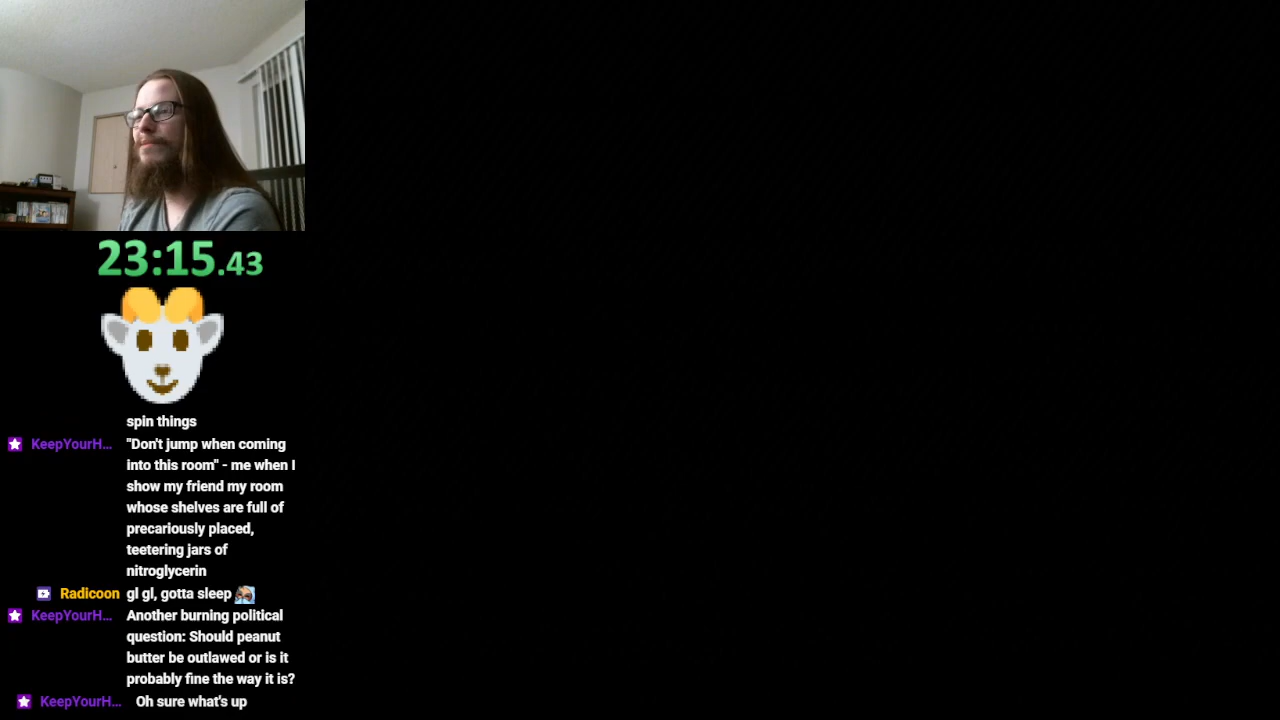 23:15.43
spin things
KeepYourH... "Don't jump when coming
into this room" - me when I
show my friend my room
whose shelves are full of
precariously placed,
teetering jars of
nitroglycerin
Radicoon gl gl, gotta sleep
KeepYourH... Another burning political
question: Should peanut
butter be outlawed or is it
probably fine the way it is?
KeepYourH... Oh sure what's up